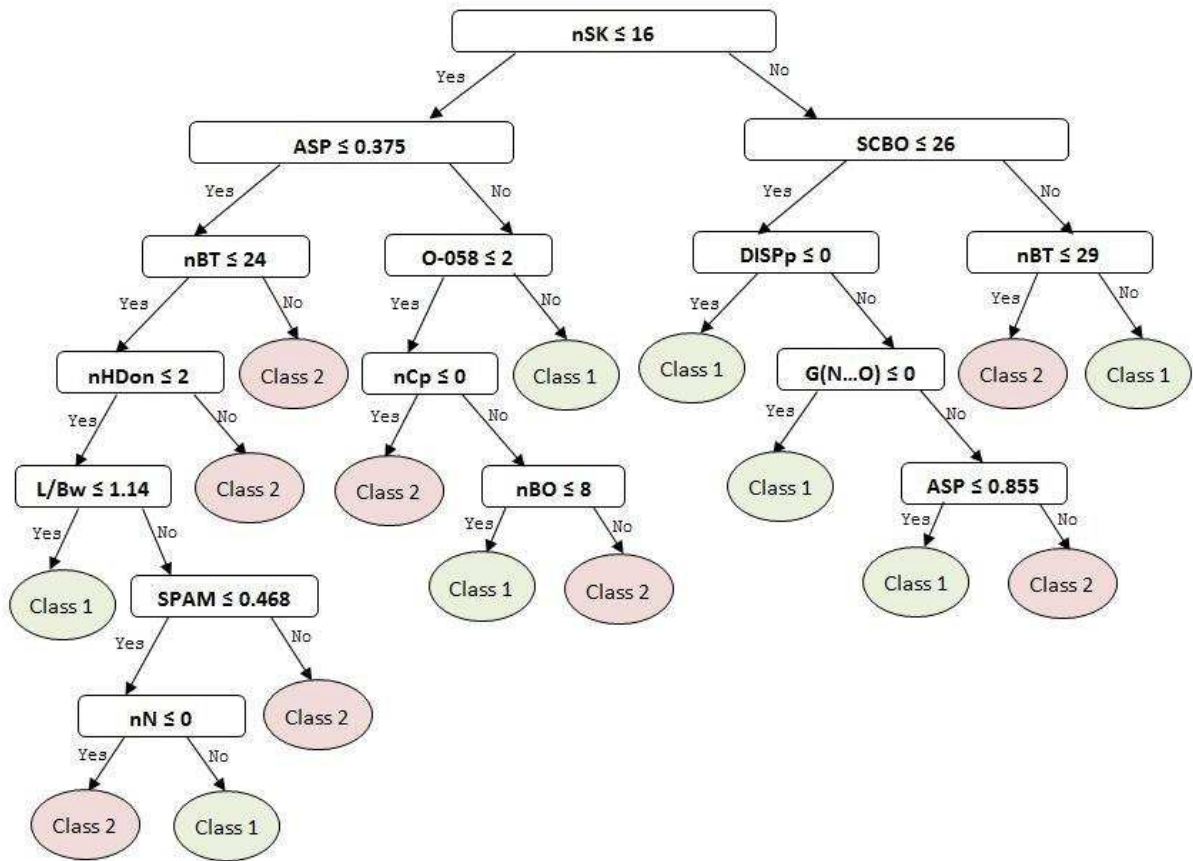 nSK ≤ 16
Yes
No
ASP ≤ 0.375
SCBO ≤ 26
Yes
No
Yes
No
nBT ≤ 24
O-058 ≤ 2
DISPp ≤ 0
nBT ≤ 29
Yes
No
Yes
No
Yes
No
Yes
No
nHDon ≤ 2
Class 2
nCp ≤ 0
Class 1
Class 1
G(N...O) ≤ 0
Class 2
Class 1
Yes
No
Yes
No
Yes
No
L/Bw ≤ 1.14
Class 2
Class 2
nBO ≤ 8
Class 1
ASP ≤ 0.855
Yes
No
Yes
No
Yes
No
Class 1
SPAM ≤ 0.468
Class 1
Class 2
Class 1
Class 2
Yes
No
nN ≤ 0
Class 2
Yes
No
Class 2
Class 1